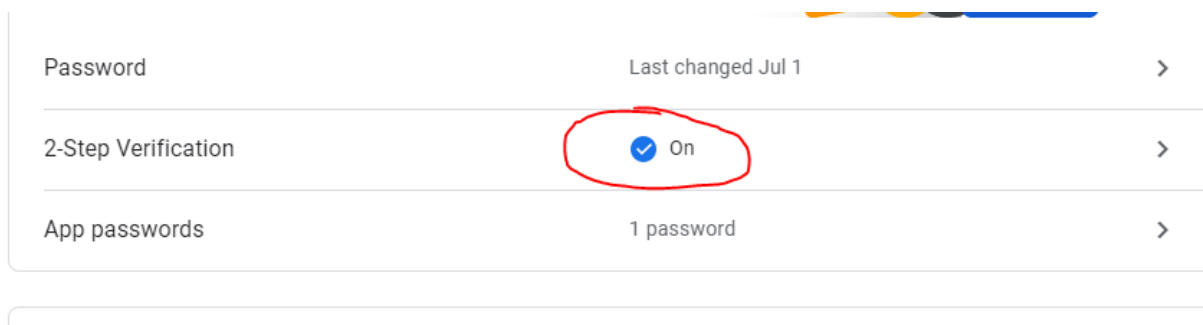 Password Last changed Jul 1
2-Step Verification On
App passwords 1 password